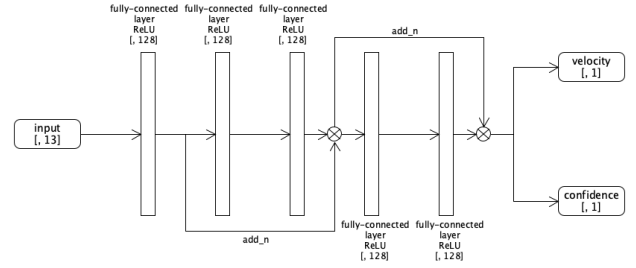 fully-connected
layer
ReLU
[, 128]
fully-connected
layer
ReLU
[, 128]
fully-connected
layer
ReLU
[, 128]
add_n
velocity
[, 1]
input
[, 13]
confidence
[, 1]
add_n
fully-connected
layer
ReLU
[, 128]
fully-connected
layer
ReLU
[, 128]